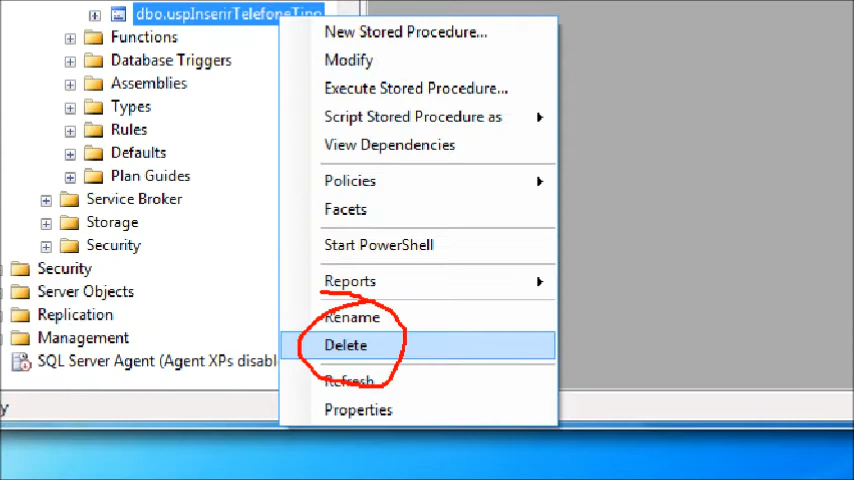 dbo.uspInserirTelefoneTipo
Functions
Database Triggers
Assemblies
Types
Rules
Defaults
Plan Guides
Service Broker
Storage
Security
Security
Server Objects
Replication
Management
SQL Server Agent (Agent XPs disabl
y
New Stored Procedure...
Modify
Execute Stored Procedure...
Script Stored Procedure as
View Dependencies
Policies
Facets
Start PowerShell
Reports
Rename
Delete
Refresh
Properties